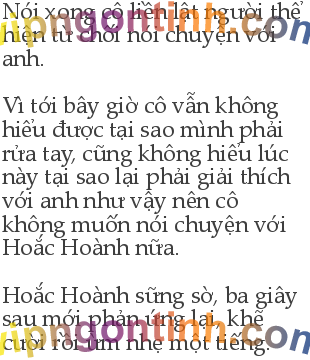 Nói xong cô liền lật người thể
hiện từ chối nói chuyện với
anh.
Vì tới bây giờ cô vẫn không
hiểu được tại sao mình phải
rửa tay, cũng không hiểu lúc
này tại sao lại phải giải thích
với anh như vậy nên cô
không muốn nói chuyện với
Hoắc Hoành nữa.
Hoắc Hoành sững sờ, ba giây
sau mới phản ứng lại, khẽ
cười rồi ừm nhẹ một tiếng.
vipngontinh.com
vipngontinh.com